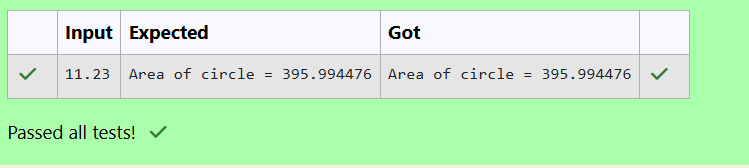 Input Expected Got
11.23 Area of circle = 395.994476 Area of circle = 395.994476
Passed all tests!